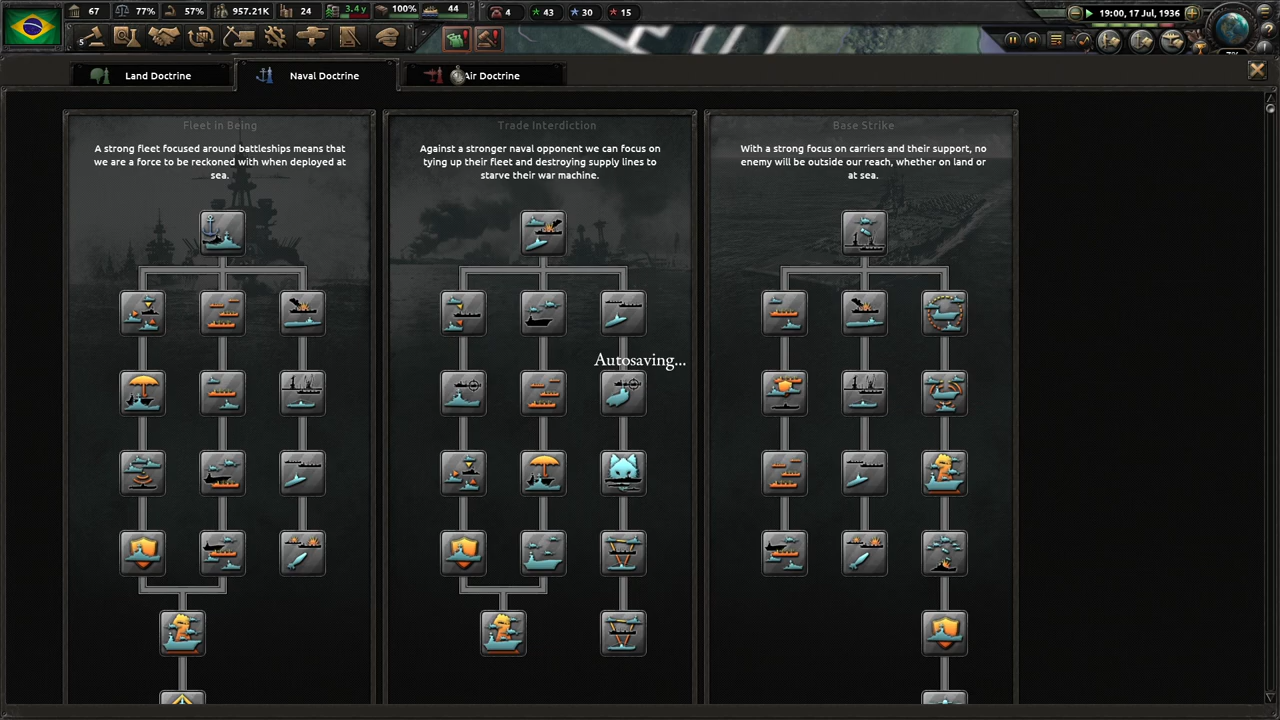 67 77% 57% 957.21K 24 3.4y 100% 44 4 43 30 15 19:00, 17 Jul, 1936
5
Land Doctrine Naval Doctrine Air Doctrine
Fleet in Being Trade Interdiction Base Strike
A strong fleet focused around battleships means that
we are a force to be reckoned with when deployed at
sea.
Against a stronger naval opponent we can focus on
tying up their fleet and destroying supply lines to
starve their war machine.
With a strong focus on carriers and their support, no
enemy will be outside our reach, whether on land or
at sea.
Autosaving...